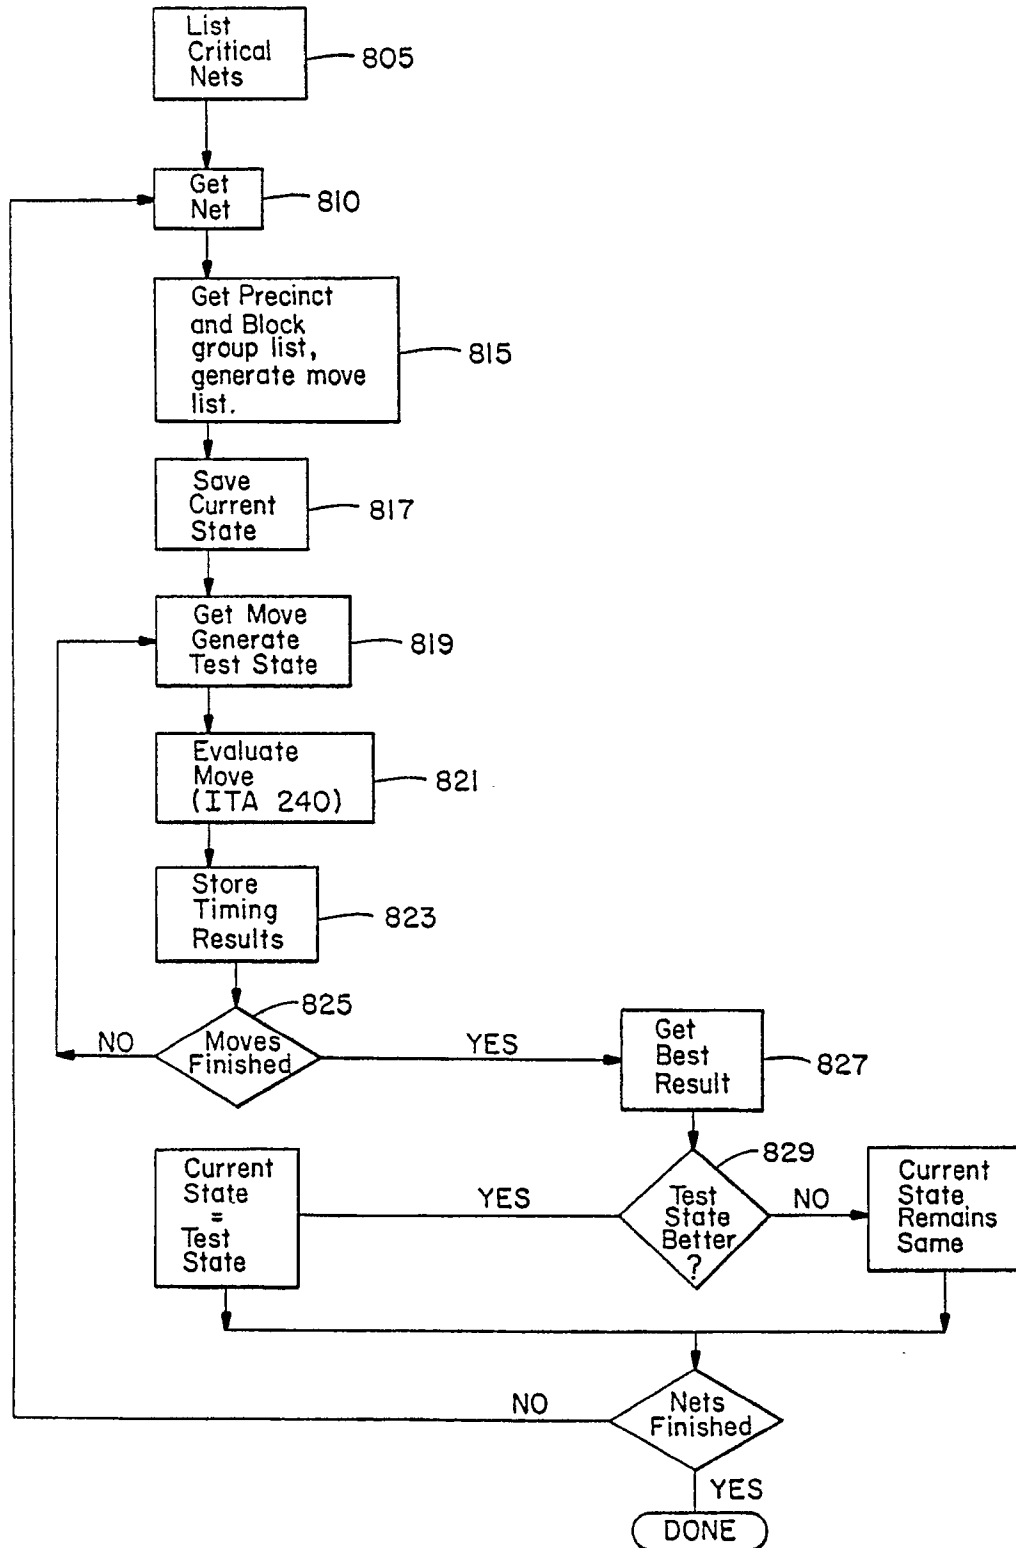 List
Critical
Nets
805
Get
Net
810
Get Precinct
and Block
group list,
generate move
list.
815
Save
Current
State
817
Get Move
Generate
Test State
819
Evaluate
Move
(ITA 240)
821
Store
Timing
Results
823
825
Moves
Finished
NO
YES
Get
Best
Result
827
829
Test
State
Better
?
YES
NO
Current
State
=
Test
State
Current
State
Remains
Same
Nets
Finished
NO
YES
DONE